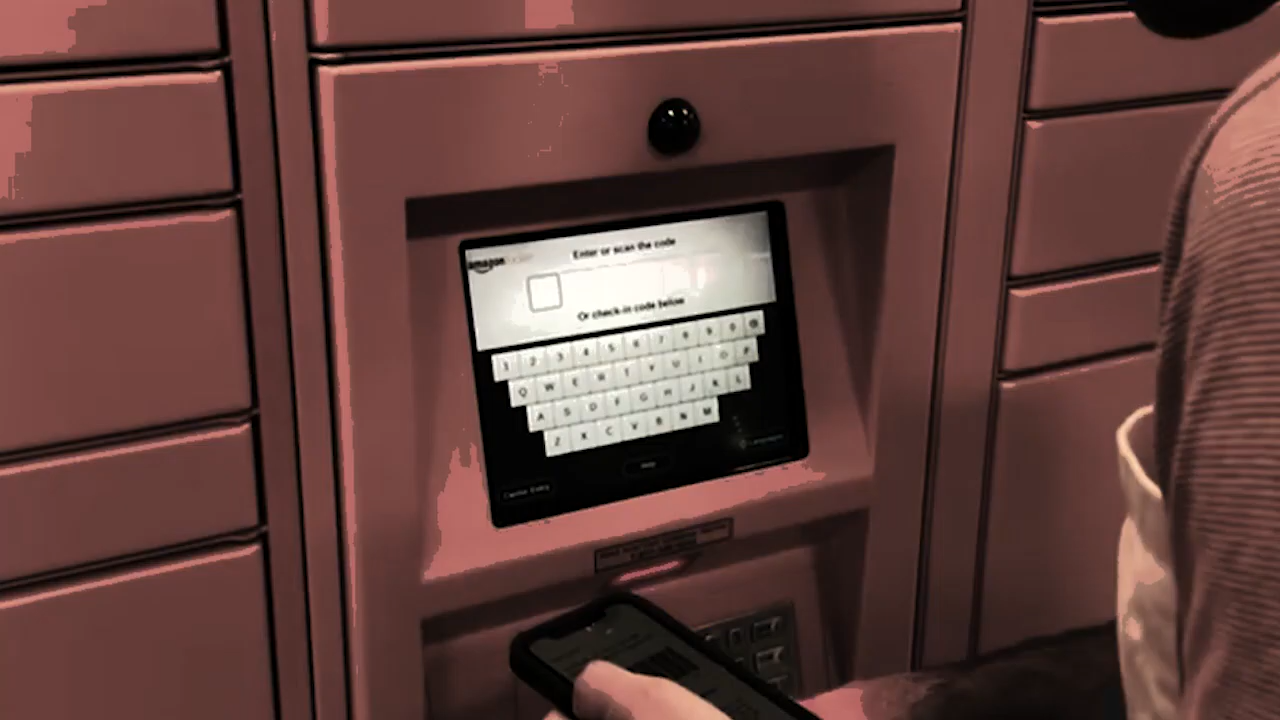 Enter or scan the code
amazon
Or check-in code below
1 2 3 4 5 6 7 8 9 0
Q W E R T Y U I O P
A S D F G H J K L
Z X C V B N M
Help
Carrier Entry